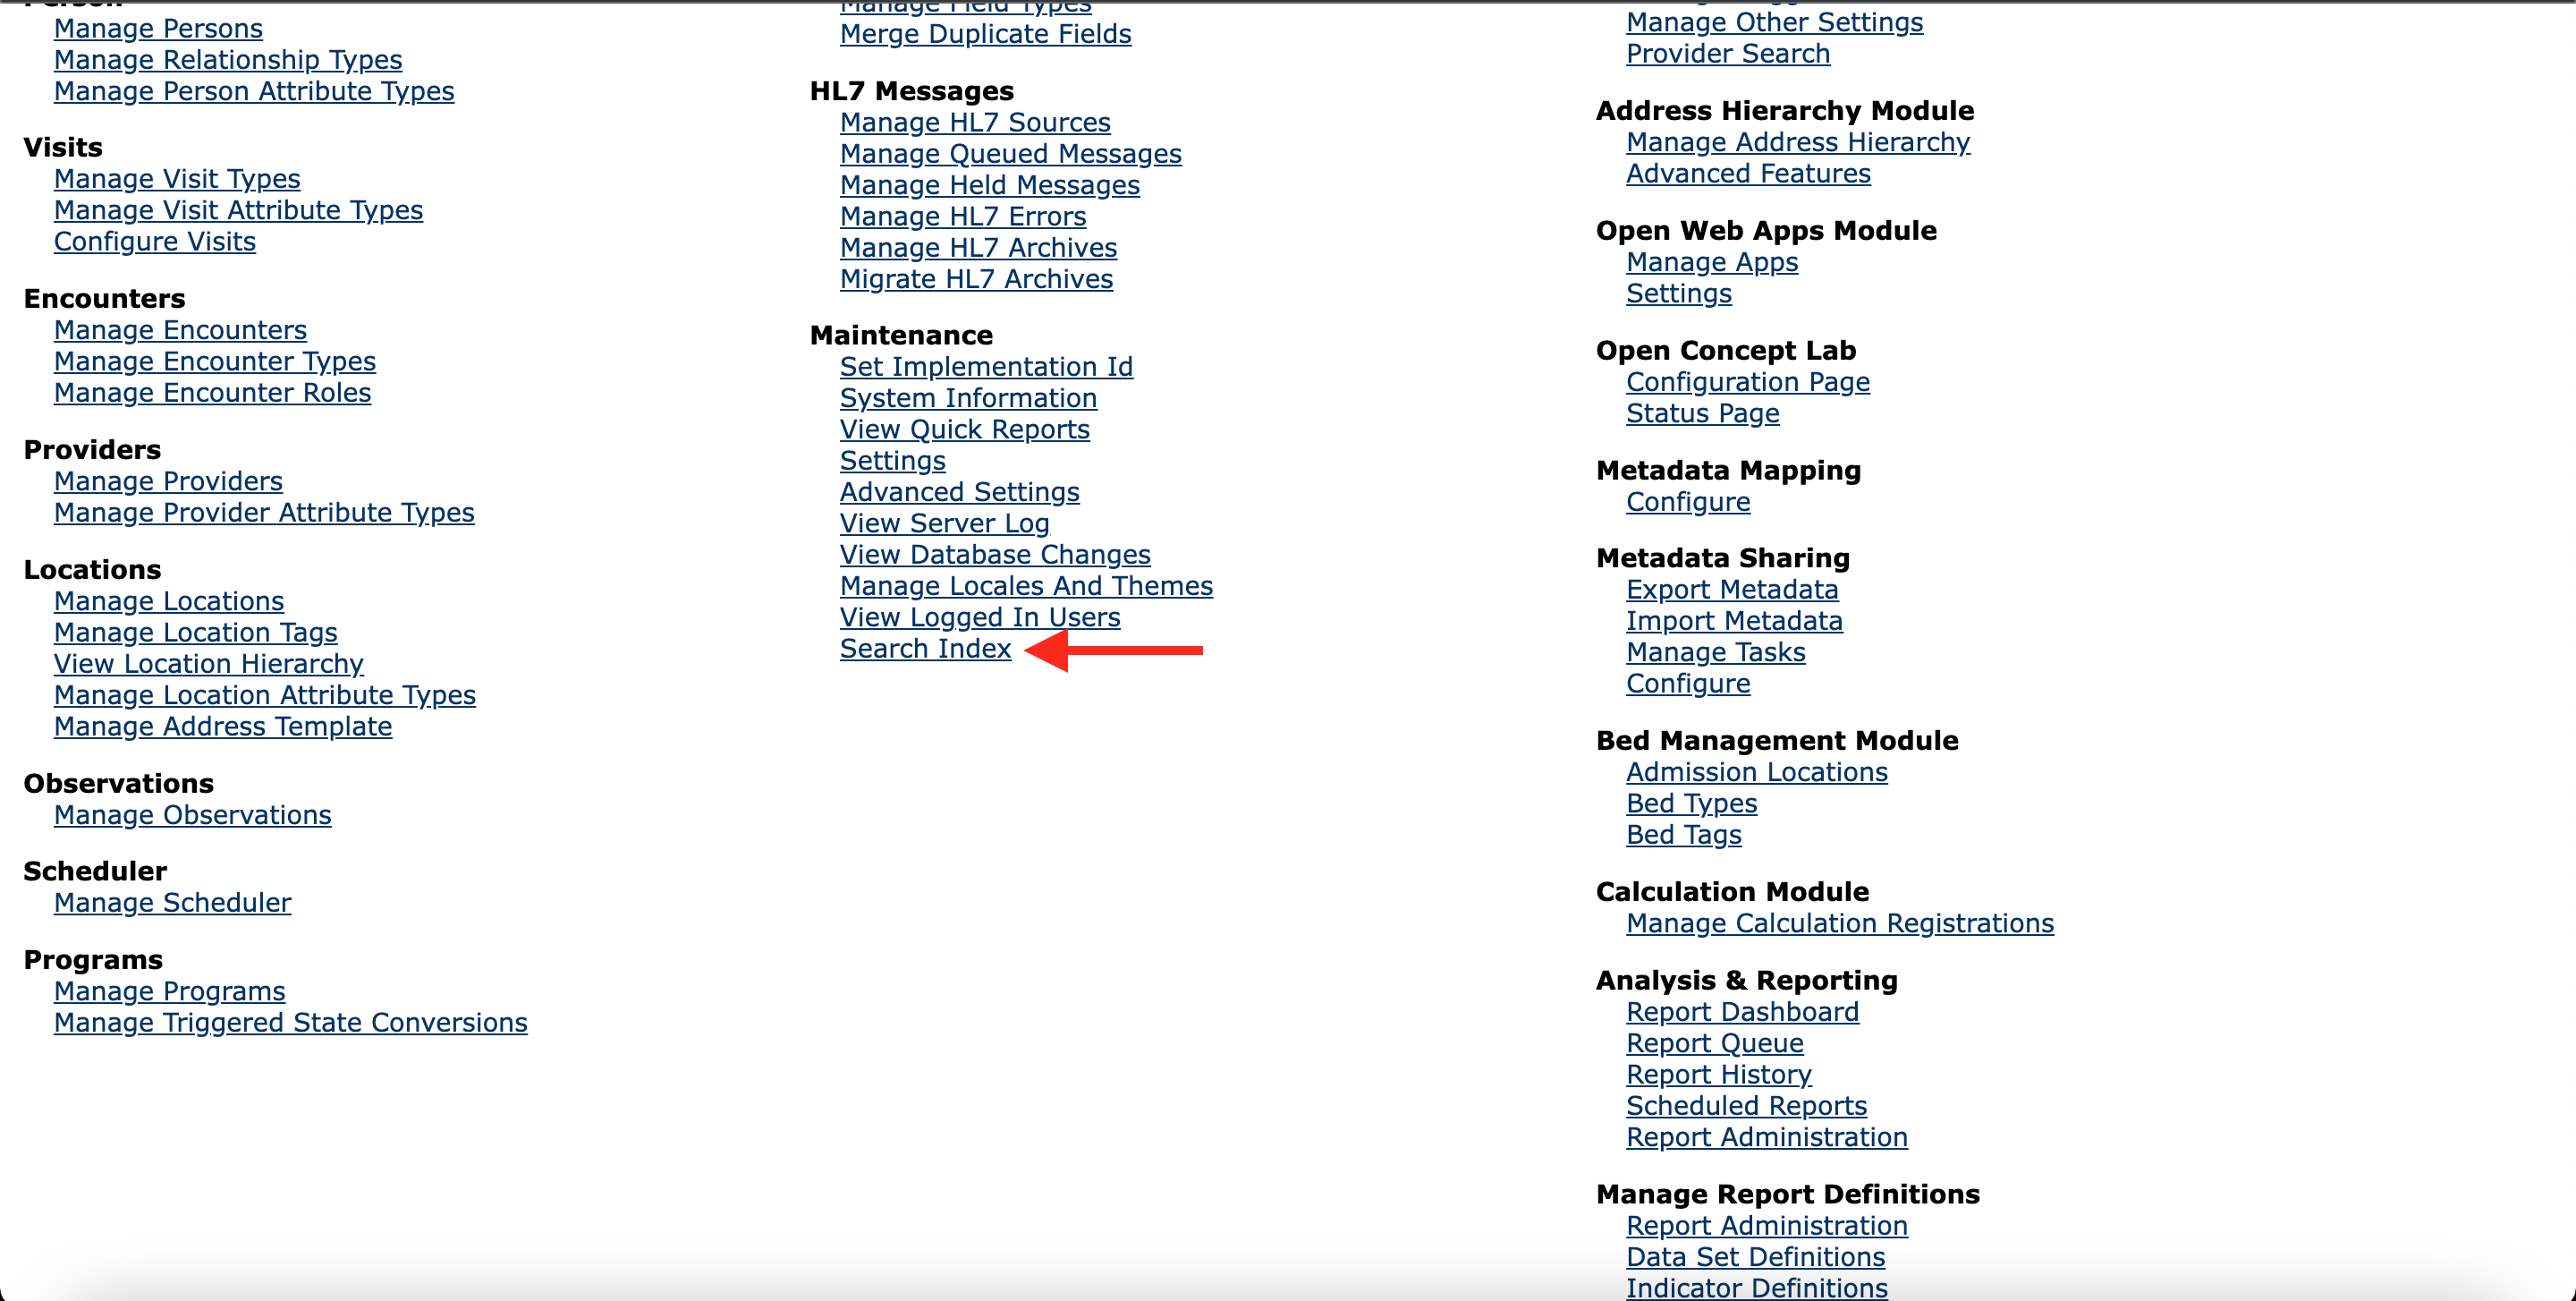 Person
Manage Persons
Manage Relationship Types
Manage Person Attribute Types
Visits
Manage Visit Types
Manage Visit Attribute Types
Configure Visits
Encounters
Manage Encounters
Manage Encounter Types
Manage Encounter Roles
Providers
Manage Providers
Manage Provider Attribute Types
Locations
Manage Locations
Manage Location Tags
View Location Hierarchy
Manage Location Attribute Types
Manage Address Template
Observations
Manage Observations
Scheduler
Manage Scheduler
Programs
Manage Programs
Manage Triggered State Conversions
Manage Field Types
Merge Duplicate Fields
HL7 Messages
Manage HL7 Sources
Manage Queued Messages
Manage Held Messages
Manage HL7 Errors
Manage HL7 Archives
Migrate HL7 Archives
Maintenance
Set Implementation Id
System Information
View Quick Reports
Settings
Advanced Settings
View Server Log
View Database Changes
Manage Locales And Themes
View Logged In Users
Search Index
Manage Other Settings
Provider Search
Address Hierarchy Module
Manage Address Hierarchy
Advanced Features
Open Web Apps Module
Manage Apps
Settings
Open Concept Lab
Configuration Page
Status Page
Metadata Mapping
Configure
Metadata Sharing
Export Metadata
Import Metadata
Manage Tasks
Configure
Bed Management Module
Admission Locations
Bed Types
Bed Tags
Calculation Module
Manage Calculation Registrations
Analysis & Reporting
Report Dashboard
Report Queue
Report History
Scheduled Reports
Report Administration
Manage Report Definitions
Report Administration
Data Set Definitions
Indicator Definitions